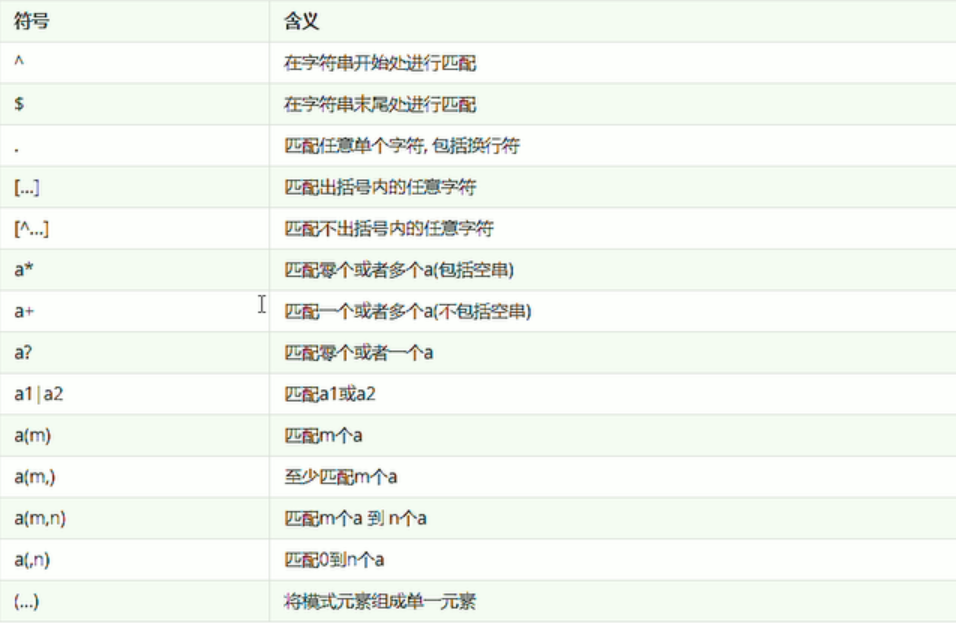 符号 含义
^ 在字符串开始处进行匹配
$ 在字符串末尾处进行匹配
. 匹配任意单个字符, 包括换行符
[...] 匹配出括号内的任意字符
[^...] 匹配不出括号内的任意字符
a* 匹配零个或者多个a(包括空串)
a+ 匹配一个或者多个a(不包括空串)
a? 匹配零个或者一个a
a1|a2 匹配a1或a2
a(m) 匹配m个a
a(m,) 至少匹配m个a
a(m,n) 匹配m个a 到 n个a
a(,n) 匹配0到n个a
(...) 将模式元素组成单一元素